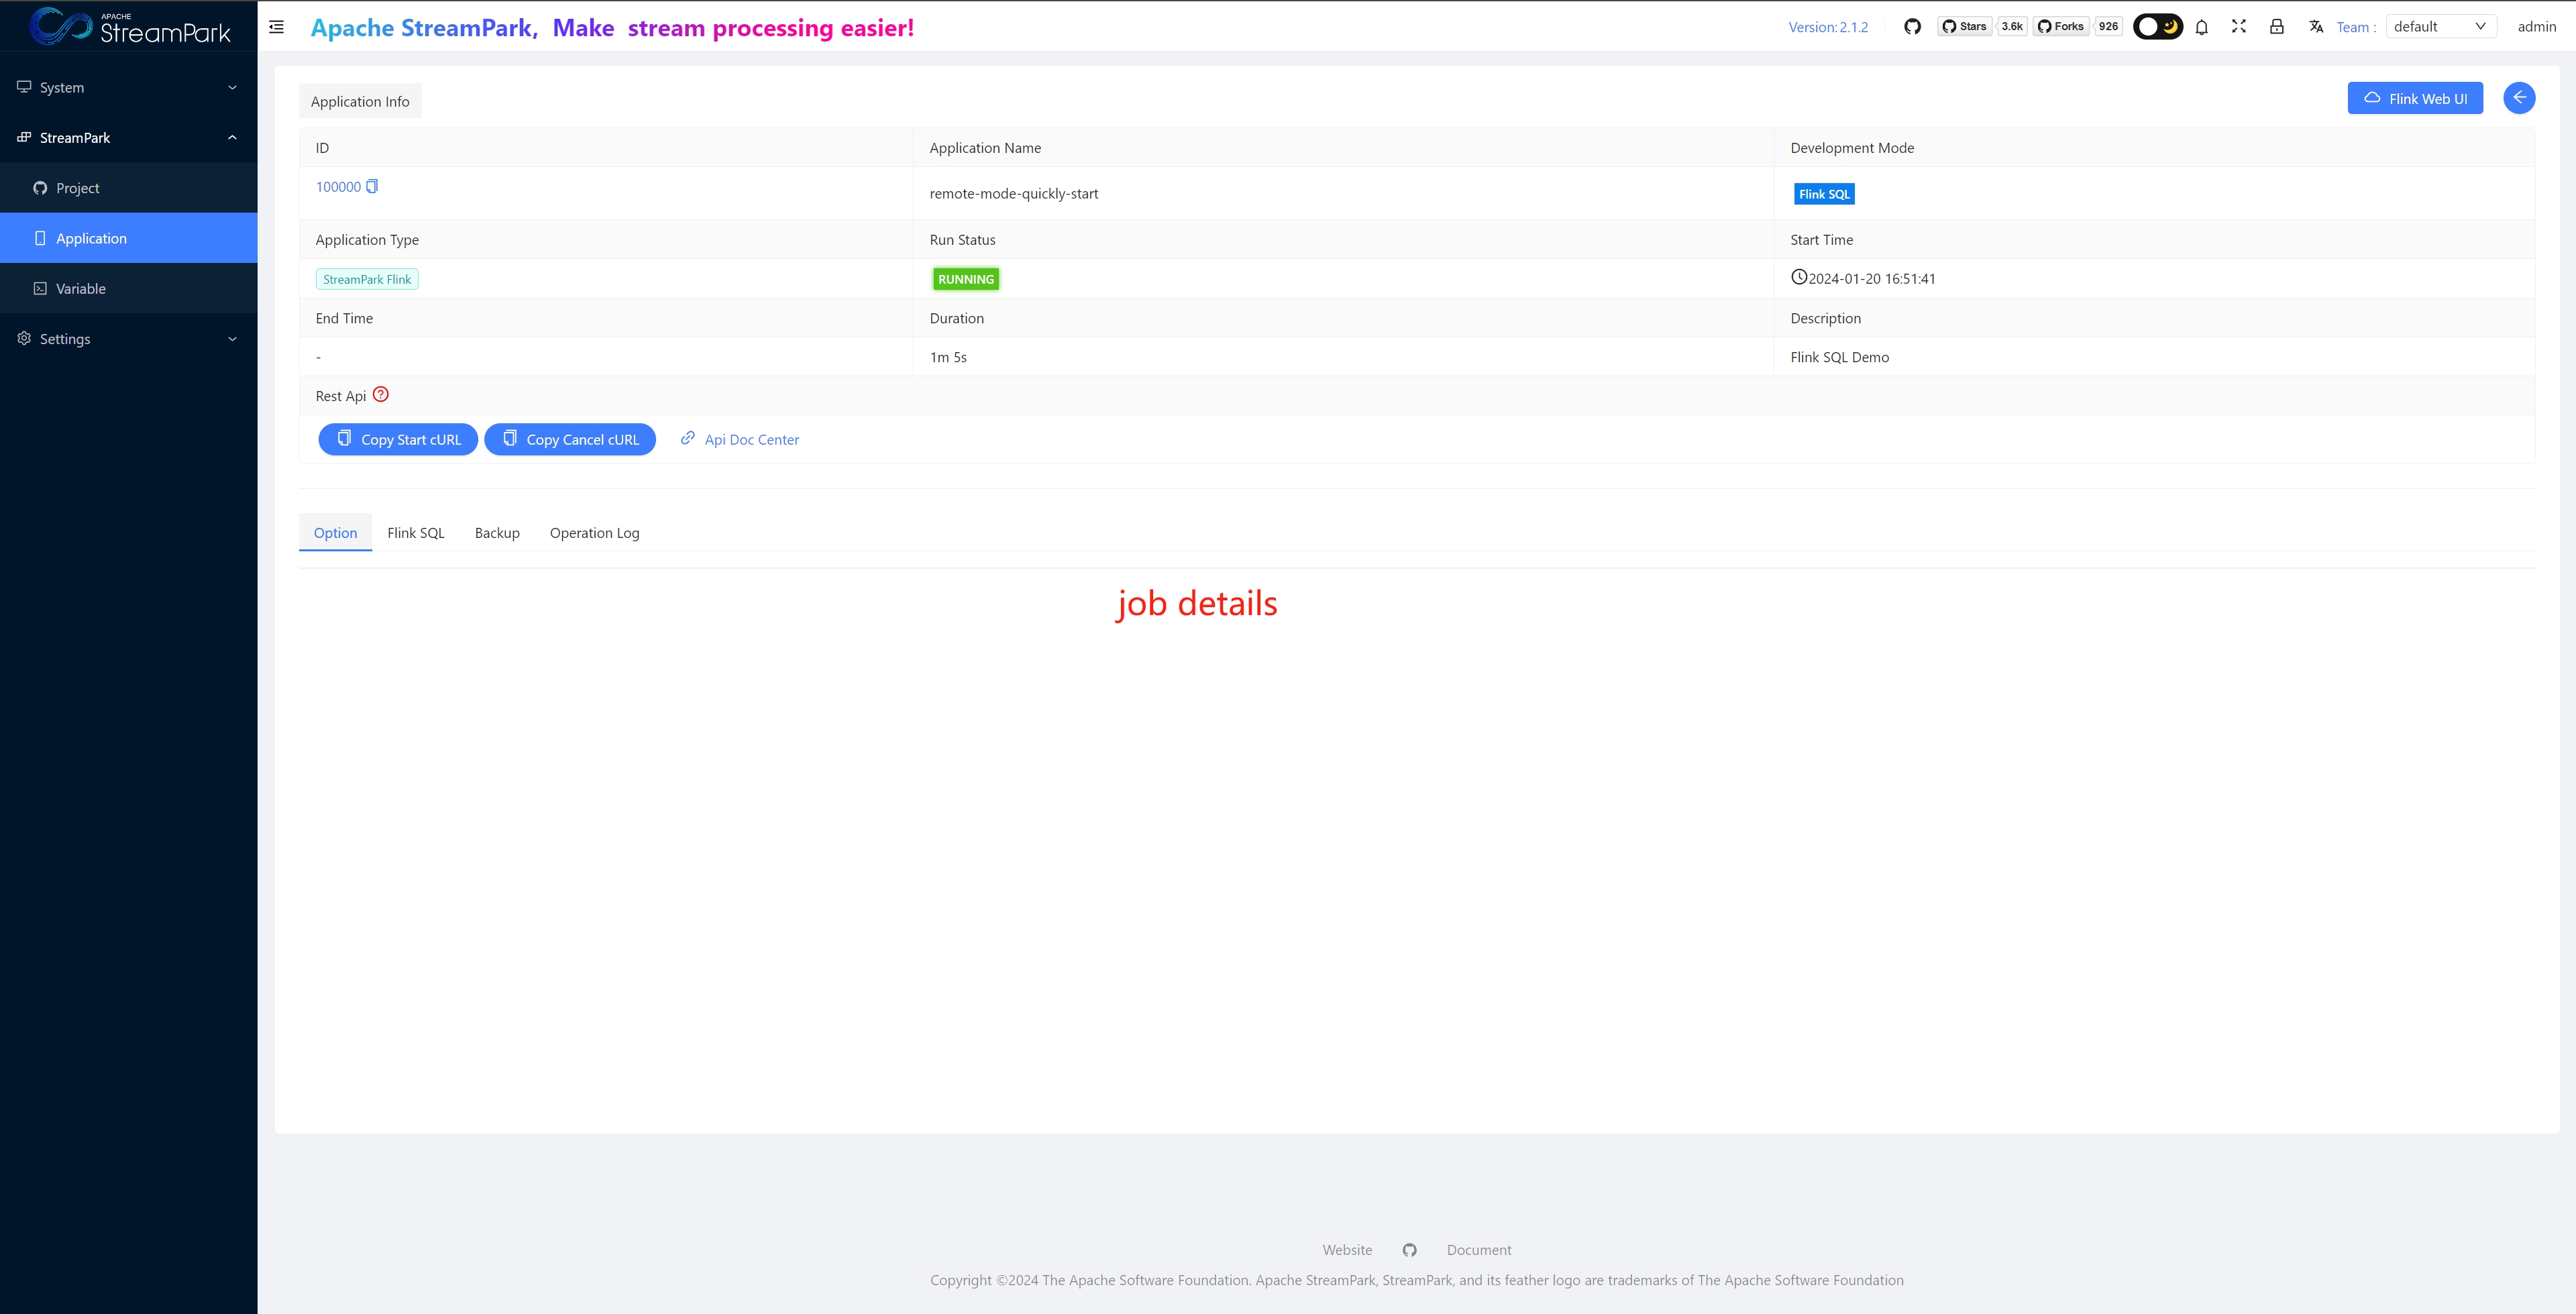 APACHE
StreamPark
Apache StreamPark, Make stream processing easier!
Version: 2.1.2
Stars 3.6k Forks 926
Team : default
admin
System
StreamPark
Project
Application
Variable
Settings
Application Info
Flink Web UI
ID Application Name Development Mode
100000 remote-mode-quickly-start Flink SQL
Application Type Run Status Start Time
StreamPark Flink RUNNING 2024-01-20 16:51:41
End Time Duration Description
- 1m 5s Flink SQL Demo
Rest Api
Copy Start cURL Copy Cancel cURL Api Doc Center
Option Flink SQL Backup Operation Log
job details
Website Document
Copyright ©2024 The Apache Software Foundation. Apache StreamPark, StreamPark, and its feather logo are trademarks of The Apache Software Foundation